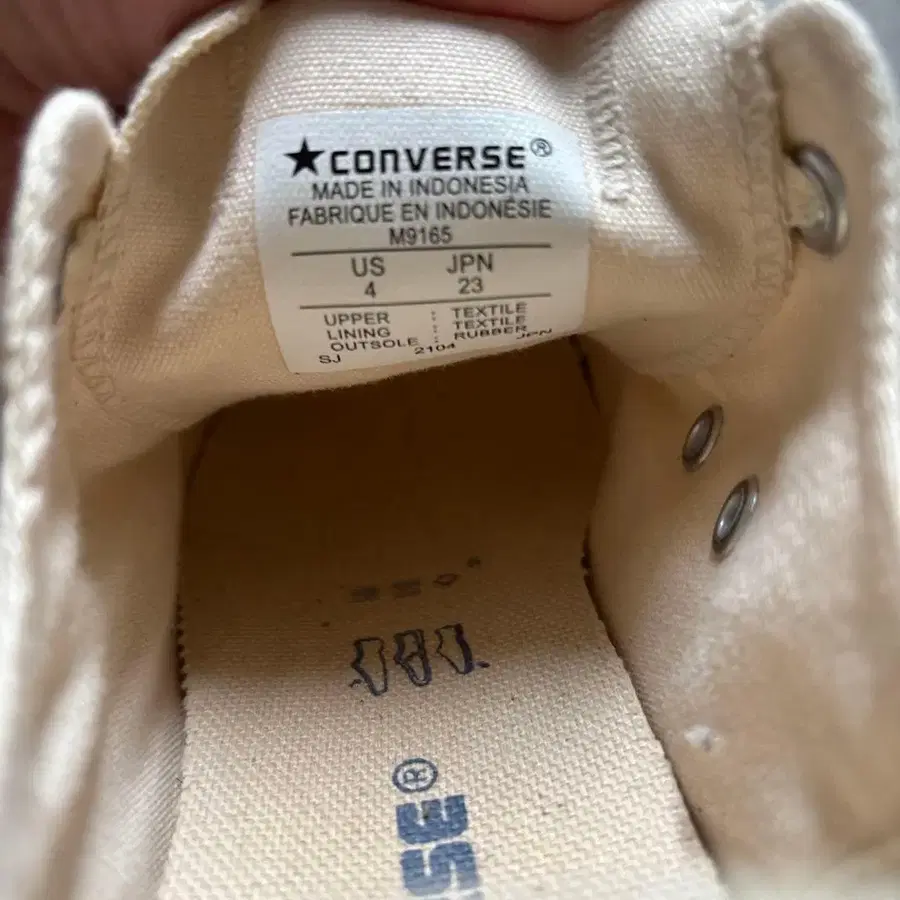 ★CONVERSE®
MADE IN INDONESIA
FABRIQUE EN INDONÉSIE
M9165
US JPN
4 23
UPPER : TEXTILE
LINING : TEXTILE
OUTSOLE : RUBBER
SJ 2104 JPN
SE®